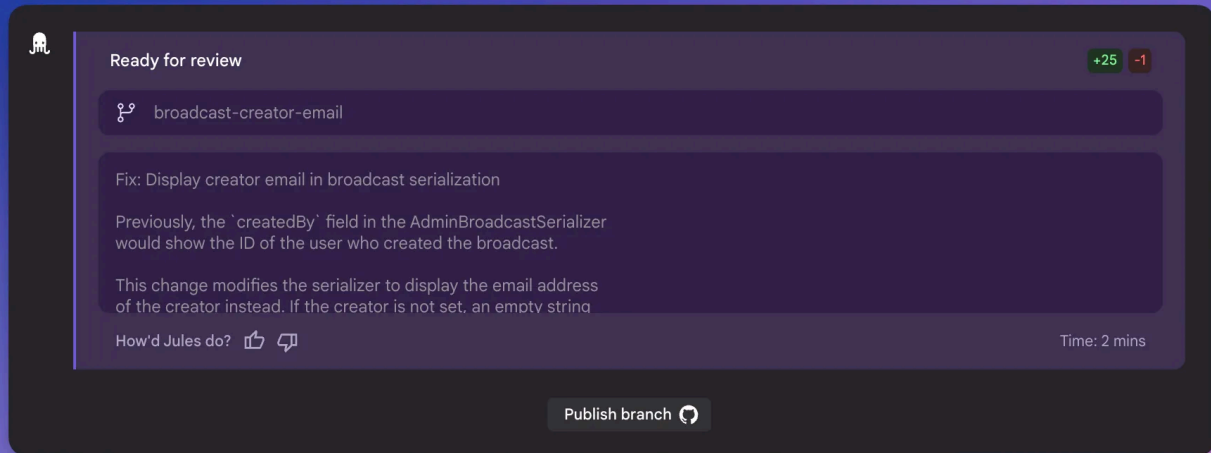 Ready for review
+25 -1
broadcast-creator-email
Fix: Display creator email in broadcast serialization
Previously, the `createdBy` field in the AdminBroadcastSerializer
would show the ID of the user who created the broadcast.
This change modifies the serializer to display the email address
of the creator instead. If the creator is not set, an empty string
How'd Jules do?
Time: 2 mins
Publish branch